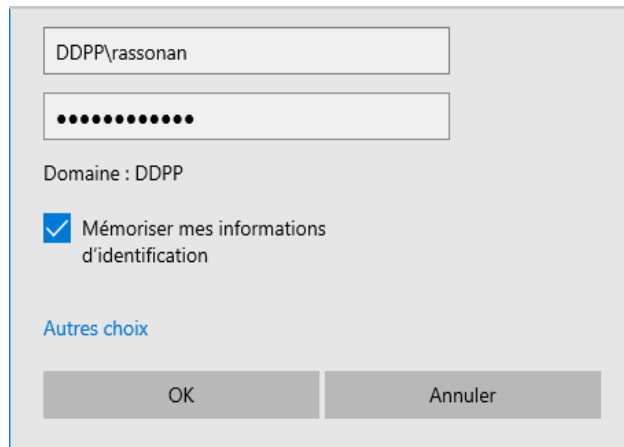 DDPP\rassonan
●●●●●●●●●●●●
Domaine : DDPP
Mémoriser mes informations
d'identification
Autres choix
OK
Annuler